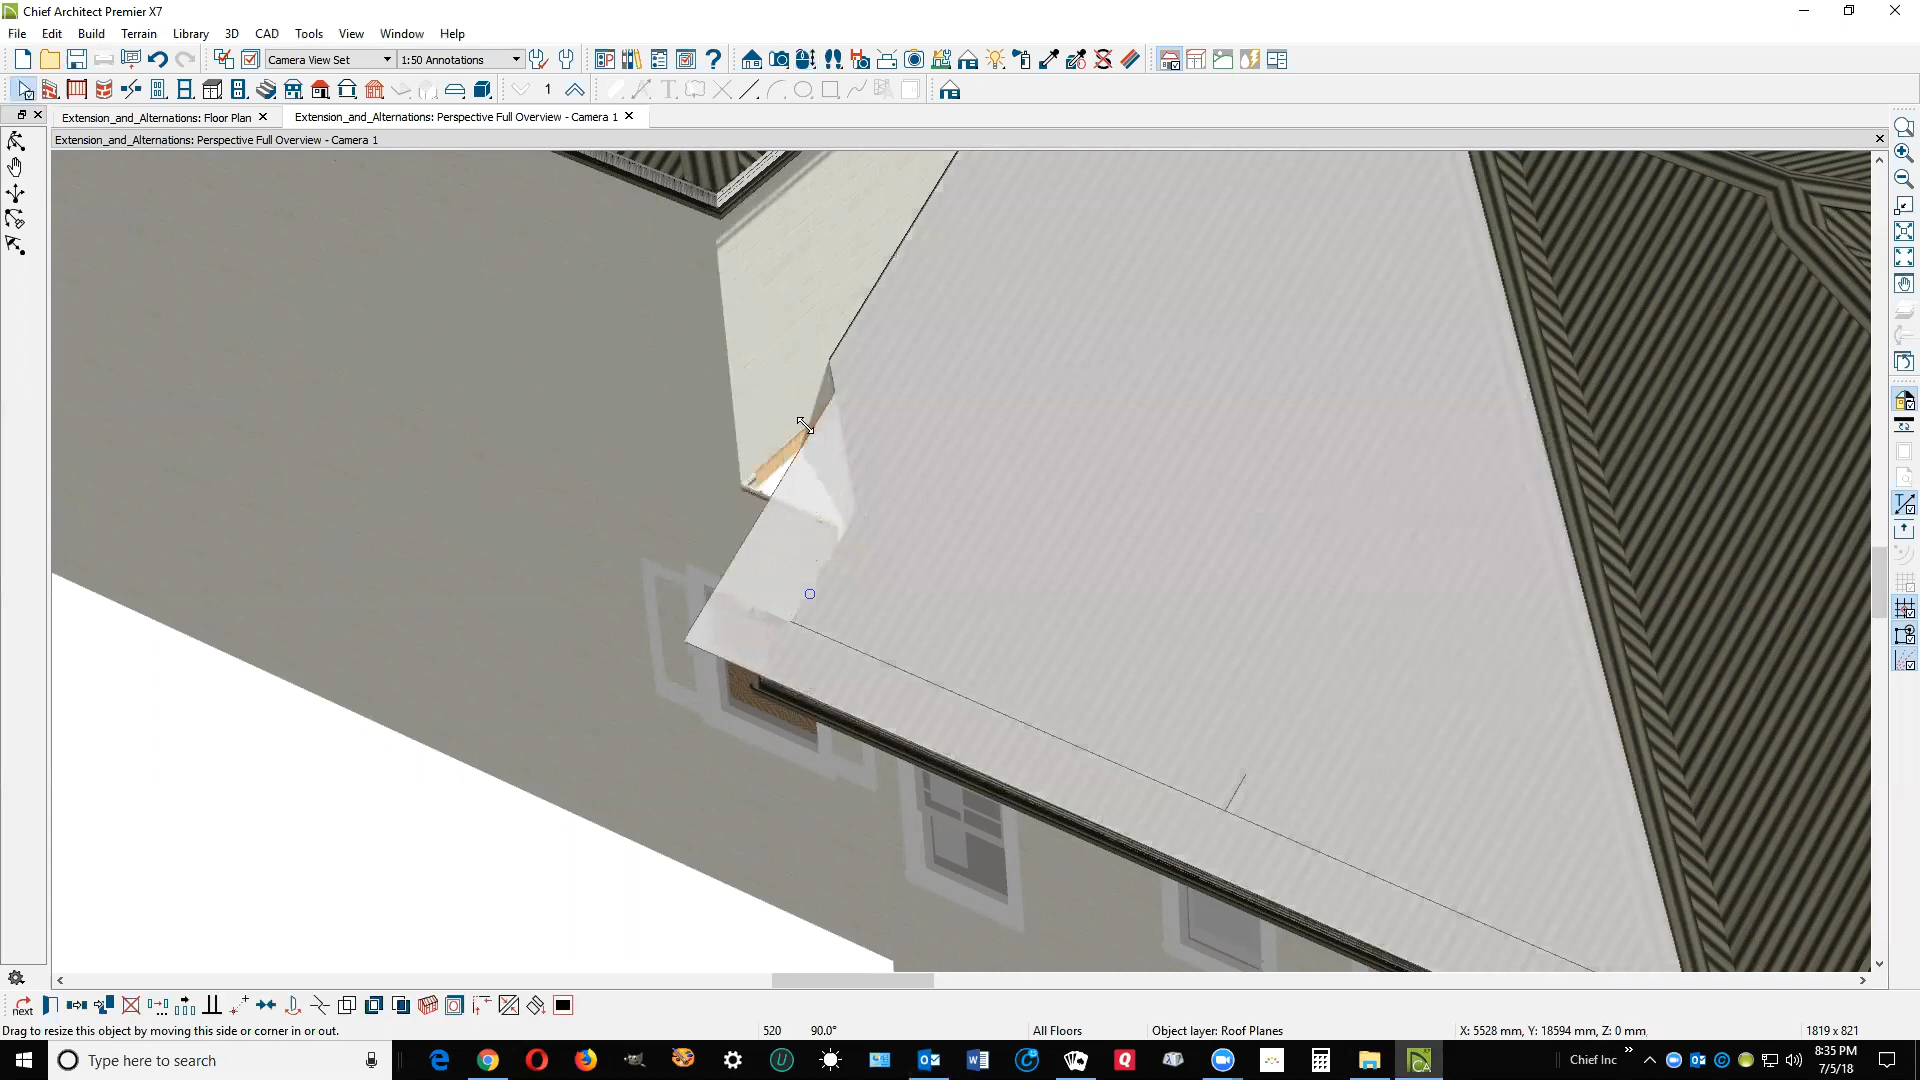 Chief Architect Premier X7
File Edit Build Terrain Library 3D CAD Tools Window View Help
Camera View Set 1:50 Annotations
1
Extension_and_Alternations: Floor Plan Extension_and_Alternations: Perspective Full Overview - Camera 1
Extension_and_Alternations: Perspective Full Overview - Camera 1
next
Drag to resize this object by moving this side or corner in or out. 520 90.0° All Floors Object layer: Roof Planes X: 5528 mm, Y: 18594 mm, Z: 0 mm, 1819 x 821
Type here to search Chief Inc 8:35 PM
7/5/18